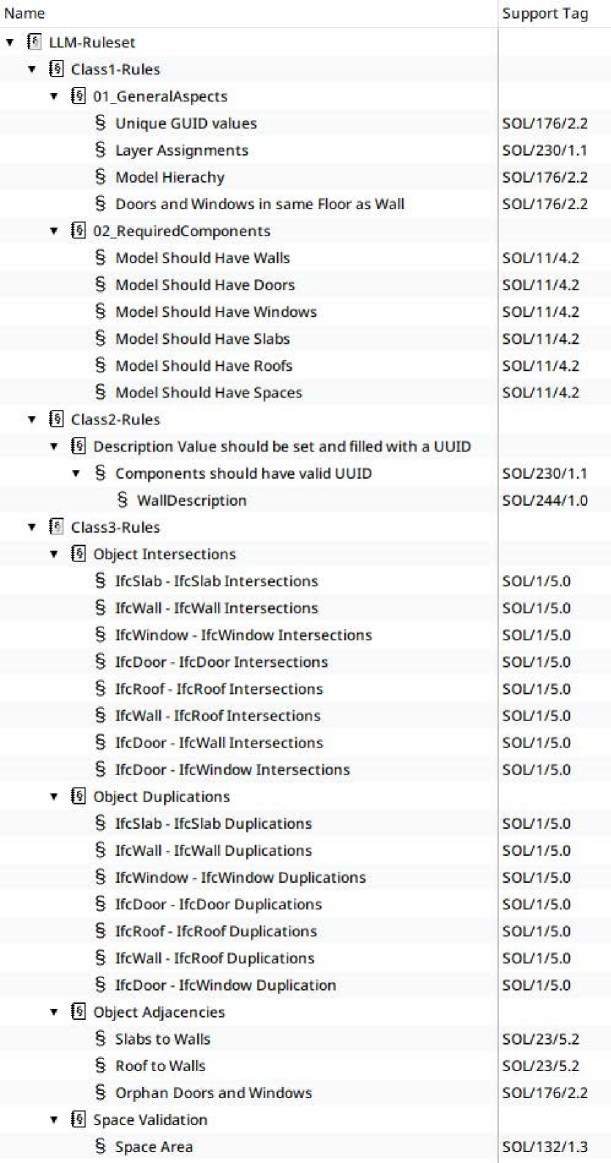 Name Support Tag
LLM-Ruleset
Class1-Rules
01_GeneralAspects
§ Unique GUID values SOL/176/2.2
§ Layer Assignments SOL/230/1.1
§ Model Hierachy SOL/176/2.2
§ Doors and Windows in same Floor as Wall SOL/176/2.2
02_RequiredComponents
§ Model Should Have Walls SOL/11/4.2
§ Model Should Have Doors SOL/11/4.2
§ Model Should Have Windows SOL/11/4.2
§ Model Should Have Slabs SOL/11/4.2
§ Model Should Have Roofs SOL/11/4.2
§ Model Should Have Spaces SOL/11/4.2
Class2-Rules
Description Value should be set and filled with a UUID
§ Components should have valid UUID SOL/230/1.1
§ WallDescription SOL/244/1.0
Class3-Rules
Object Intersections
§ IfcSlab - IfcSlab Intersections SOL/1/5.0
§ IfcWall - IfcWall Intersections SOL/1/5.0
§ IfcWindow - IfcWindow Intersections SOL/1/5.0
§ IfcDoor - IfcDoor Intersections SOL/1/5.0
§ IfcRoof - IfcRoof Intersections SOL/1/5.0
§ IfcWall - IfcRoof Intersections SOL/1/5.0
§ IfcDoor - IfcWall Intersections SOL/1/5.0
§ IfcDoor - IfcWindow Intersections SOL/1/5.0
Object Duplications
§ IfcSlab - IfcSlab Duplications SOL/1/5.0
§ IfcWall - IfcWall Duplications SOL/1/5.0
§ IfcWindow - IfcWindow Duplications SOL/1/5.0
§ IfcDoor - IfcDoor Duplications SOL/1/5.0
§ IfcRoof - IfcRoof Duplications SOL/1/5.0
§ IfcWall - IfcRoof Duplications SOL/1/5.0
§ IfcDoor - IfcWindow Duplication SOL/1/5.0
Object Adjacencies
§ Slabs to Walls SOL/23/5.2
§ Roof to Walls SOL/23/5.2
§ Orphan Doors and Windows SOL/176/2.2
Space Validation
§ Space Area SOL/132/1.3